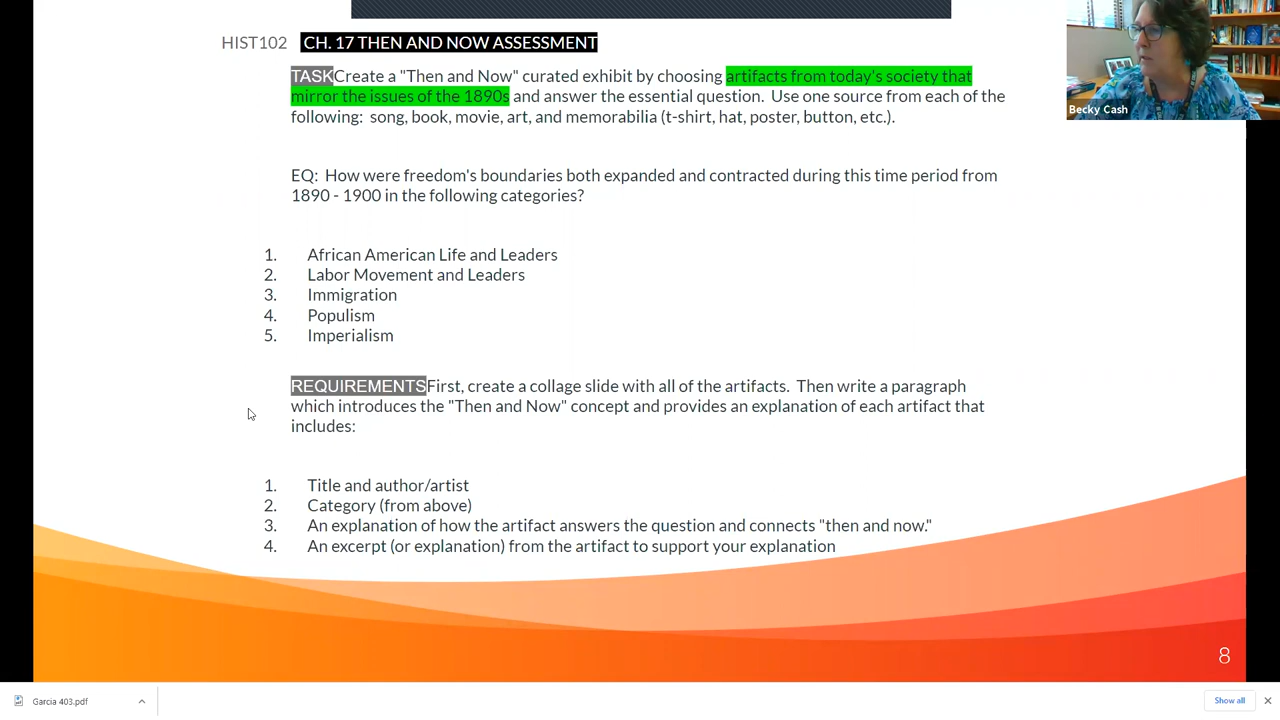 HIST102 CH. 17 THEN AND NOW ASSESSMENT
TASKCreate a "Then and Now" curated exhibit by choosing artifacts from today's society that
mirror the issues of the 1890s and answer the essential question. Use one source from each of the
following: song, book, movie, art, and memorabilia (t-shirt, hat, poster, button, etc.).
Becky Cash
EQ: How were freedom's boundaries both expanded and contracted during this time period from
1890 - 1900 in the following categories?
1. African American Life and Leaders
2. Labor Movement and Leaders
3. Immigration
4. Populism
5. Imperialism
REQUIREMENTSFirst, create a collage slide with all of the artifacts. Then write a paragraph
which introduces the "Then and Now" concept and provides an explanation of each artifact that
includes:
1. Title and author/artist
2. Category (from above)
3. An explanation of how the artifact answers the question and connects "then and now."
4. An excerpt (or explanation) from the artifact to support your explanation
8
Garcia 403.pdf
Show all